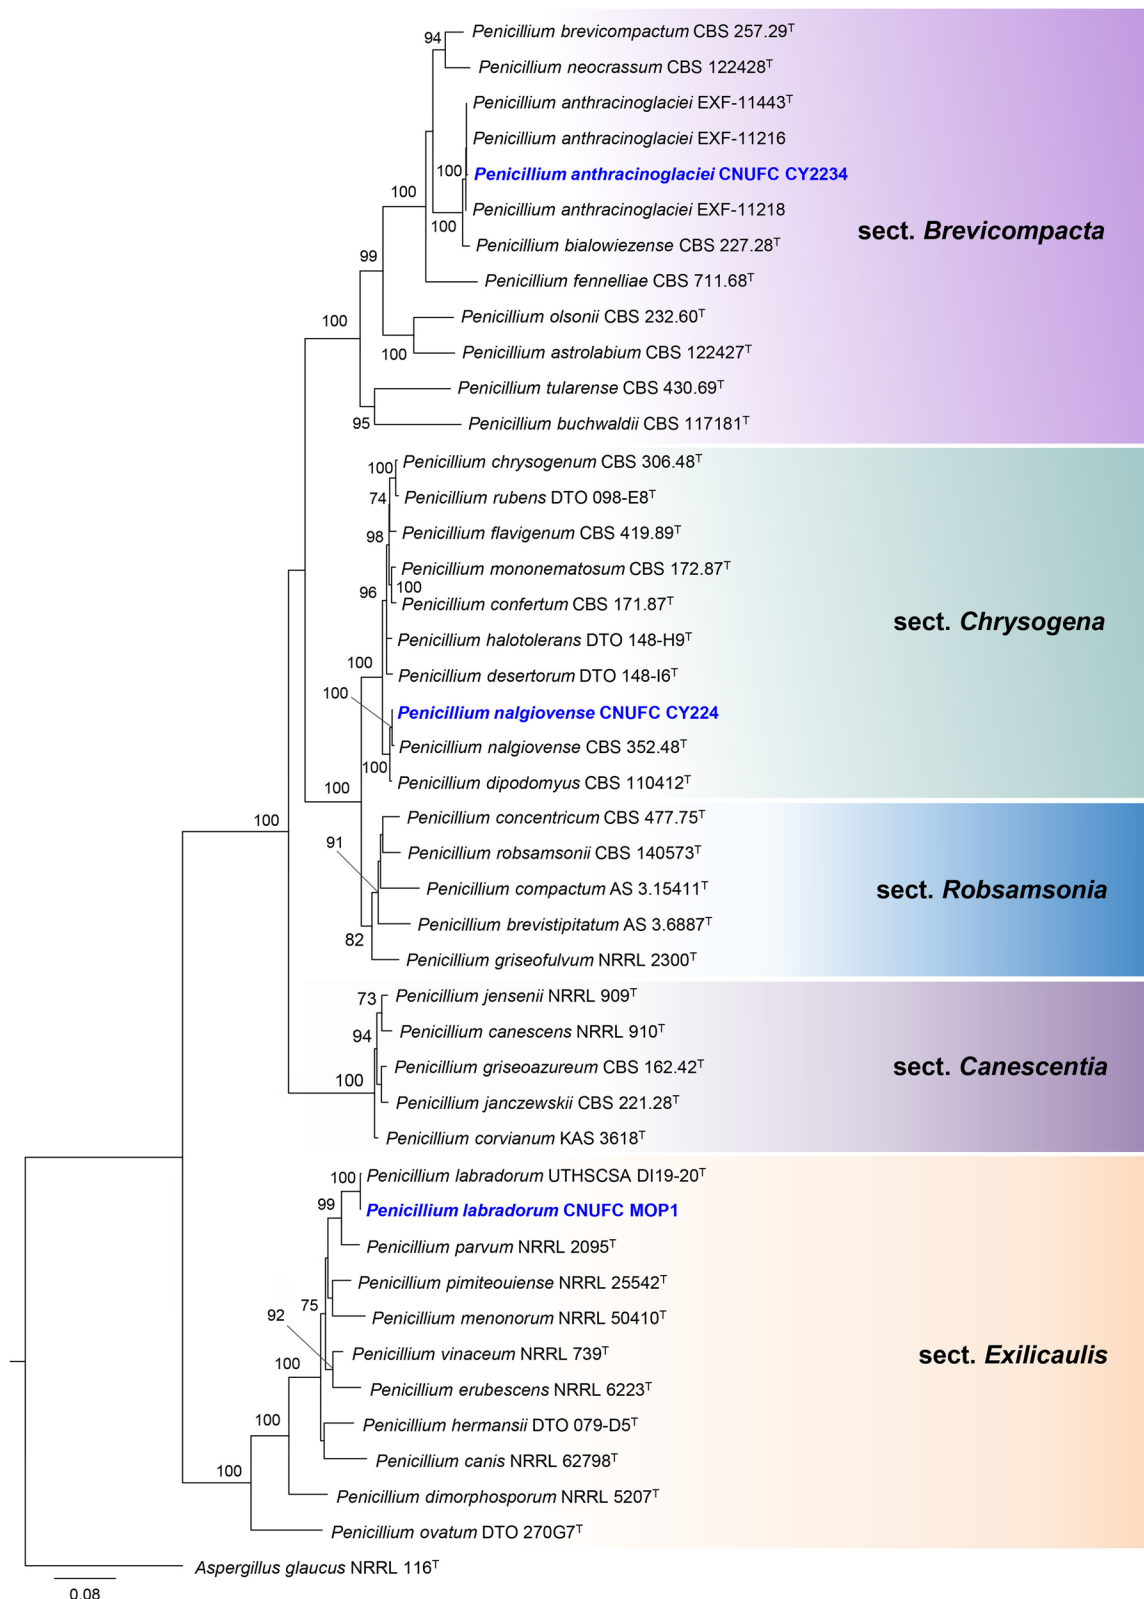 94
Penicillium brevicompactum CBS 257.29ᵀ
Penicillium neocrassum CBS 122428ᵀ
Penicillium anthracinoglaciei EXF-11443ᵀ
Penicillium anthracinoglaciei EXF-11216
100
Penicillium anthracinoglaciei CNUFC CY2234
100
Penicillium anthracinoglaciei EXF-11218
100
Penicillium bialowiezense CBS 227.28ᵀ
sect. Brevicompacta
99
Penicillium fennelliae CBS 711.68ᵀ
100
Penicillium olsonii CBS 232.60ᵀ
100
Penicillium astrolabium CBS 122427ᵀ
Penicillium tularense CBS 430.69ᵀ
95
Penicillium buchwaldii CBS 117181ᵀ
100
Penicillium chrysogenum CBS 306.48ᵀ
74
Penicillium rubens DTO 098-E8ᵀ
98
Penicillium flavigenum CBS 419.89ᵀ
Penicillium mononematosum CBS 172.87ᵀ
96
100
Penicillium confertum CBS 171.87ᵀ
sect. Chrysogena
Penicillium halotolerans DTO 148-H9ᵀ
100
Penicillium desertorum DTO 148-I6ᵀ
100
Penicillium nalgiovense CNUFC CY224
Penicillium nalgiovense CBS 352.48ᵀ
100
Penicillium dipodomyus CBS 110412ᵀ
100
Penicillium concentricum CBS 477.75ᵀ
100
91
Penicillium robsamsonii CBS 140573ᵀ
Penicillium compactum AS 3.15411ᵀ
sect. Robsamsonia
Penicillium brevistipitatum AS 3.6887ᵀ
82
Penicillium griseofulvum NRRL 2300ᵀ
73
Penicillium jensenii NRRL 909ᵀ
94
Penicillium canescens NRRL 910ᵀ
Penicillium griseoazureum CBS 162.42ᵀ
sect. Canescentia
100
Penicillium janczewskii CBS 221.28ᵀ
Penicillium corvianum KAS 3618ᵀ
100
Penicillium labradorum UTHSCSA DI19-20ᵀ
99
Penicillium labradorum CNUFC MOP1
Penicillium parvum NRRL 2095ᵀ
Penicillium pimiteouiense NRRL 25542ᵀ
75
92
Penicillium menonorum NRRL 50410ᵀ
Penicillium vinaceum NRRL 739ᵀ
sect. Exilicaulis
100
Penicillium erubescens NRRL 6223ᵀ
100
Penicillium hermansii DTO 079-D5ᵀ
Penicillium canis NRRL 62798ᵀ
100
Penicillium dimorphosporum NRRL 5207ᵀ
Penicillium ovatum DTO 270G7ᵀ
Aspergillus glaucus NRRL 116ᵀ
0.08